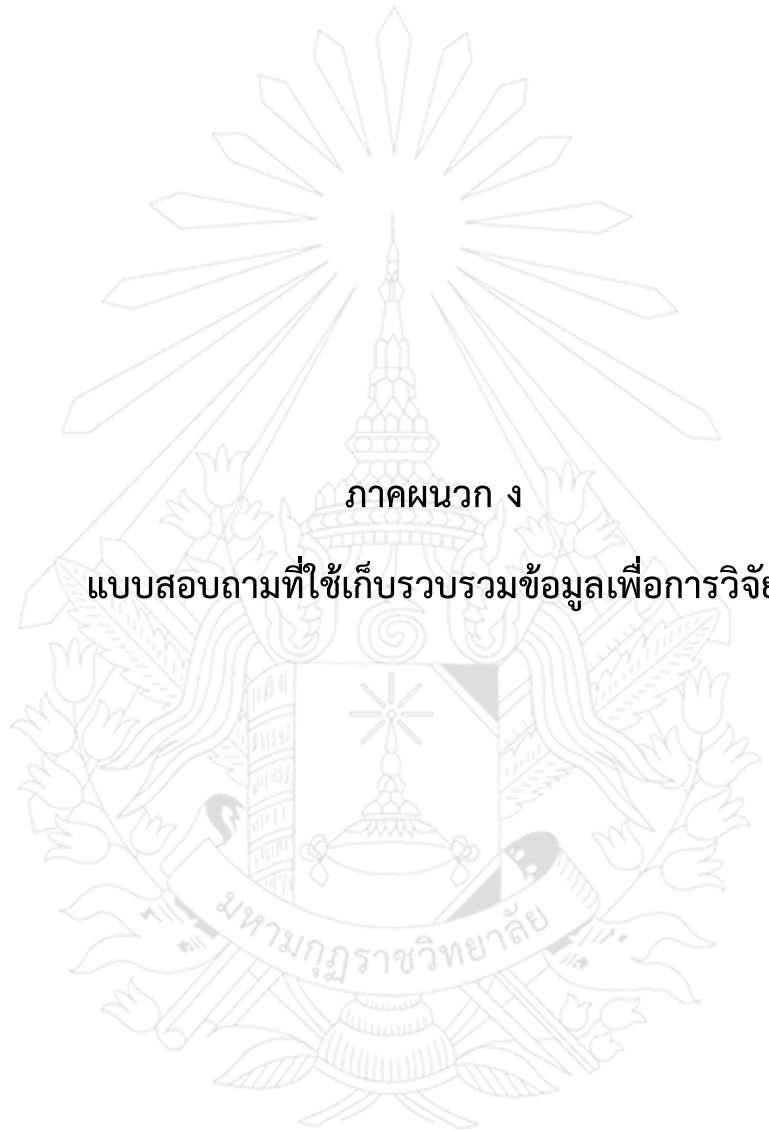 ภาคผนวก ง
แบบสอบถามที่ใช้เก็บรวบรวมข้อมูลเพื่อการวิจัย
มหามกุฏราชวิทยาลัย